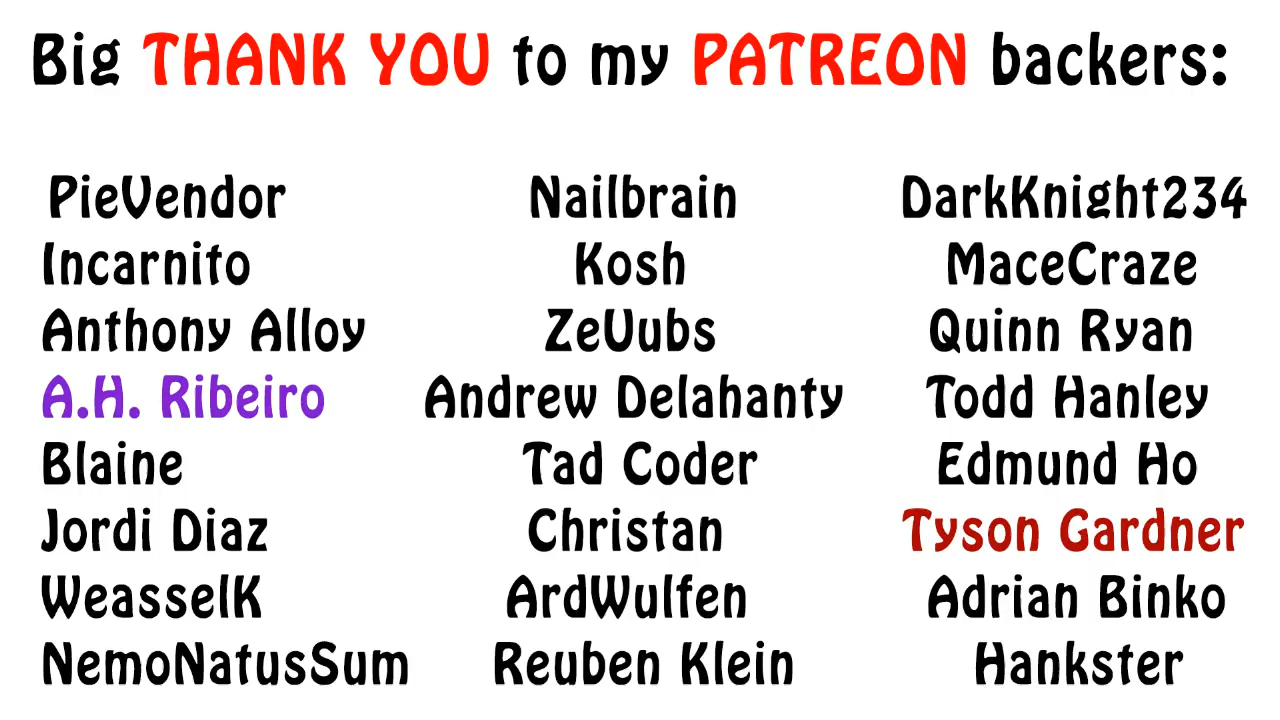 Big THANK YOU to my PATREON backers:
PieVendor Nailbrain DarkKnight234
Incarnito Kosh MaceCraze
Anthony Alloy ZeUubs Quinn Ryan
A.H. Ribeiro Andrew Delahanty Todd Hanley
Blaine Tad Coder Edmund Ho
Jordi Diaz Christan Tyson Gardner
WeasselK ArdWulfen Adrian Binko
NemoNatusSum Reuben Klein Hankster